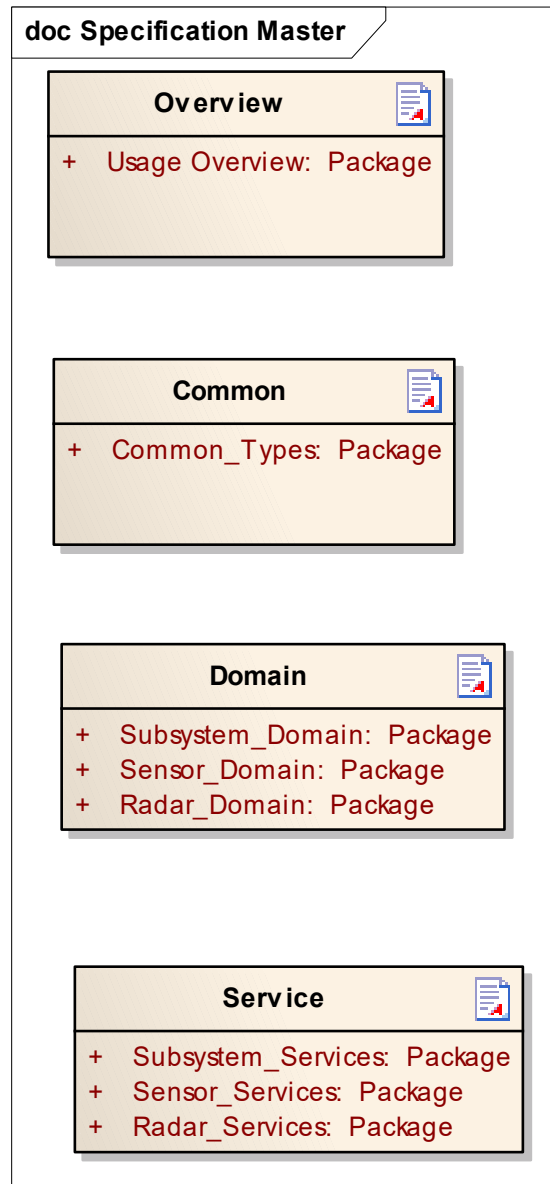 doc Specification Master
Overview
+ Usage Overview: Package
Common
+ Common_Types: Package
Domain
+ Subsystem_Domain: Package
+ Sensor_Domain: Package
+ Radar_Domain: Package
Service
+ Subsystem_Services: Package
+ Sensor_Services: Package
+ Radar_Services: Package